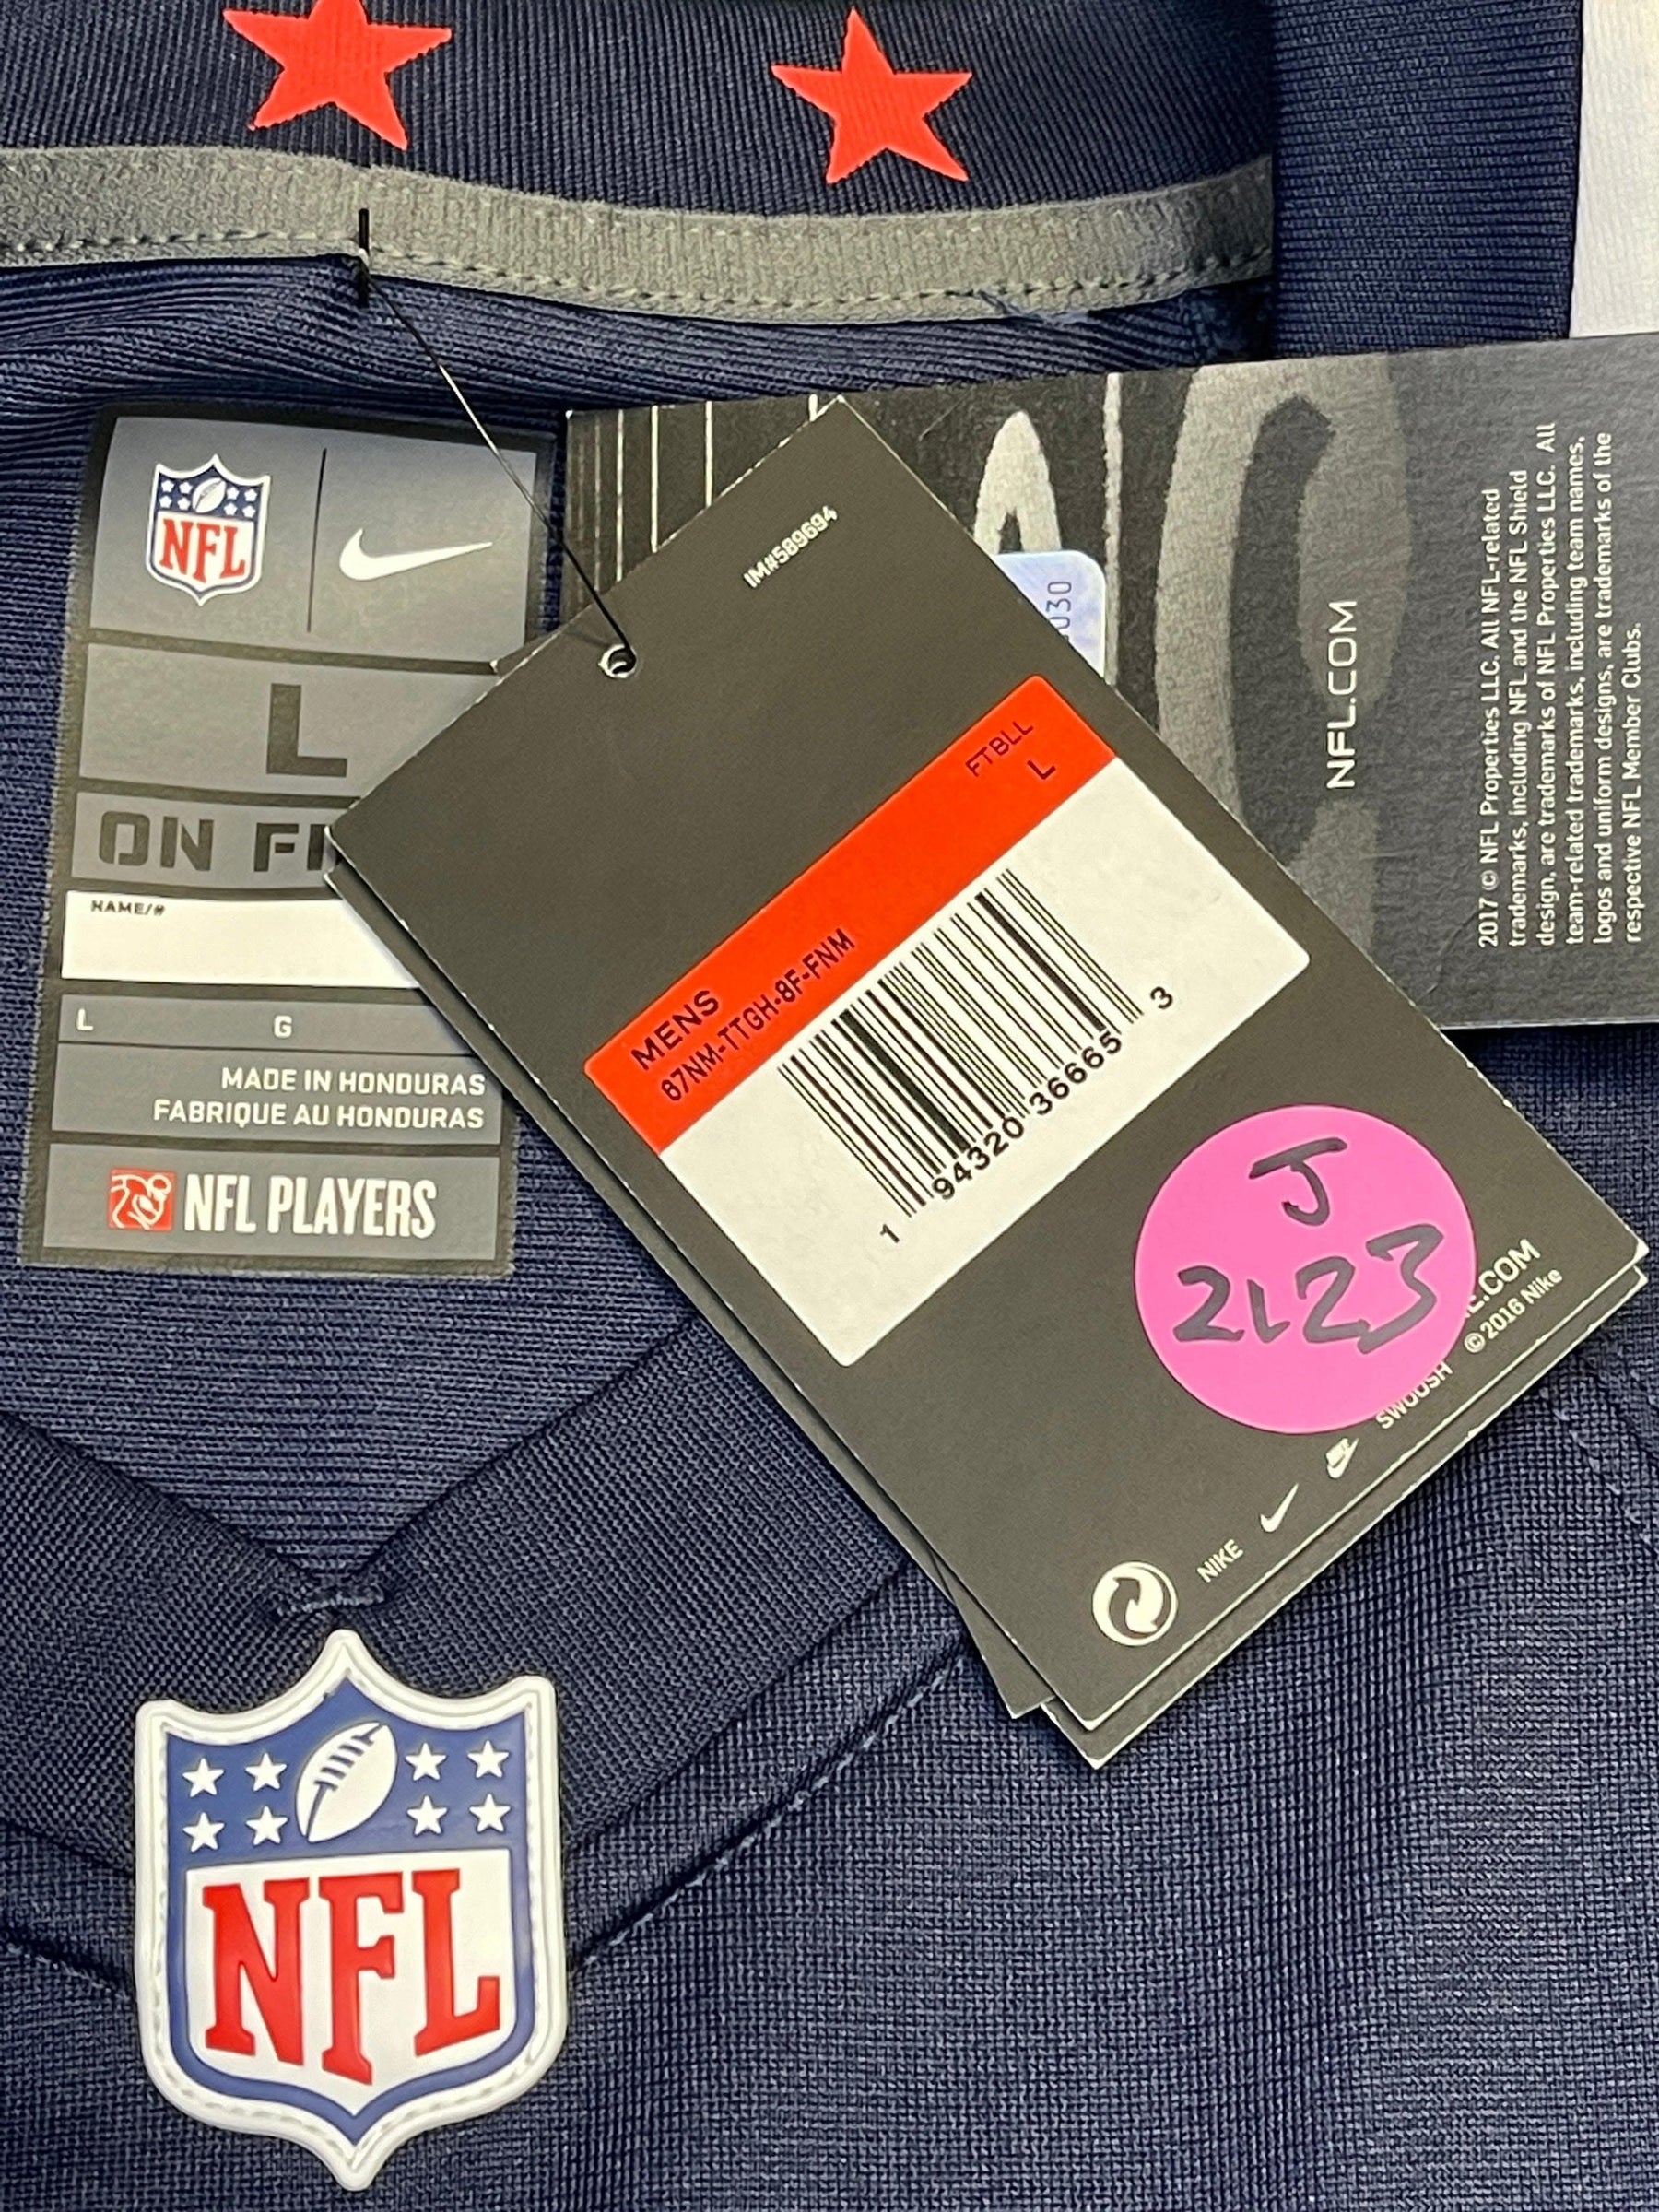 NFL
L
ON
NAME/#
L G
MADE IN HONDURAS
FABRIQUE AU HONDURAS
NFL PLAYERS
IM#589694
FTBLL
L
MENS
67NM-TTGH-8F-FNM
1 94320 36665 3
J
2123
.COM
©2016 Nike
SWOOSH
NIKE
030
NFL.COM
2017 © NFL Properties LLC. All NFL-related
trademarks, including NFL and the NFL Shield
design, are trademarks of NFL Properties LLC. All
team-related trademarks, including team names,
logos and uniform designs, are trademarks of the
respective NFL Member Clubs.
NFL